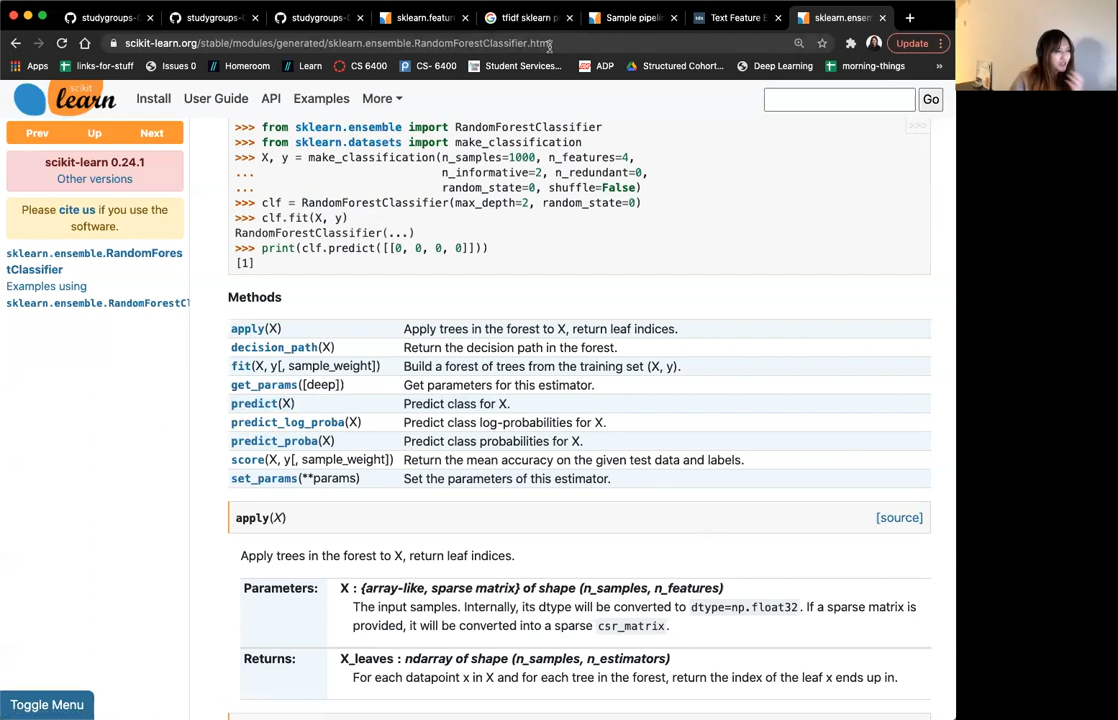 studygroups-
studygroups-
studygroups-
sklearn.feature
tfidf sklearn p
Sample pipelin
Text Feature E
sklearn.ensem
scikit-learn.org/stable/modules/generated/sklearn.ensemble.RandomForestClassifier.html
Update
Apps
links-for-stuff
Issues 0
Homeroom
Learn
CS 6400
CS- 6400
Student Services...
ADP
Structured Cohort...
Deep Learning
morning-things
»
scikit
learn
Install
User Guide
API
Examples
More
Go
Prev
Up
Next
scikit-learn 0.24.1
Other versions
Please cite us if you use the
software.
sklearn.ensemble.RandomFores
tClassifier
Examples using
sklearn.ensemble.RandomForestCl
>>>
>>> from sklearn.ensemble import RandomForestClassifier
>>> from sklearn.datasets import make_classification
>>> X, y = make_classification(n_samples=1000, n_features=4,
... n_informative=2, n_redundant=0,
... random_state=0, shuffle=False)
>>> clf = RandomForestClassifier(max_depth=2, random_state=0)
>>> clf.fit(X, y)
RandomForestClassifier(...)
>>> print(clf.predict([[0, 0, 0, 0]]))
[1]
Methods
apply(X) Apply trees in the forest to X, return leaf indices.
decision_path(X) Return the decision path in the forest.
fit(X, y[, sample_weight]) Build a forest of trees from the training set (X, y).
get_params([deep]) Get parameters for this estimator.
predict(X) Predict class for X.
predict_log_proba(X) Predict class log-probabilities for X.
predict_proba(X) Predict class probabilities for X.
score(X, y[, sample_weight]) Return the mean accuracy on the given test data and labels.
set_params(**params) Set the parameters of this estimator.
apply(X) [source]
Apply trees in the forest to X, return leaf indices.
Parameters: X : {array-like, sparse matrix} of shape (n_samples, n_features)
The input samples. Internally, its dtype will be converted to dtype=np.float32. If a sparse matrix is
provided, it will be converted into a sparse csr_matrix.
Returns: X_leaves : ndarray of shape (n_samples, n_estimators)
For each datapoint x in X and for each tree in the forest, return the index of the leaf x ends up in.
Toggle Menu